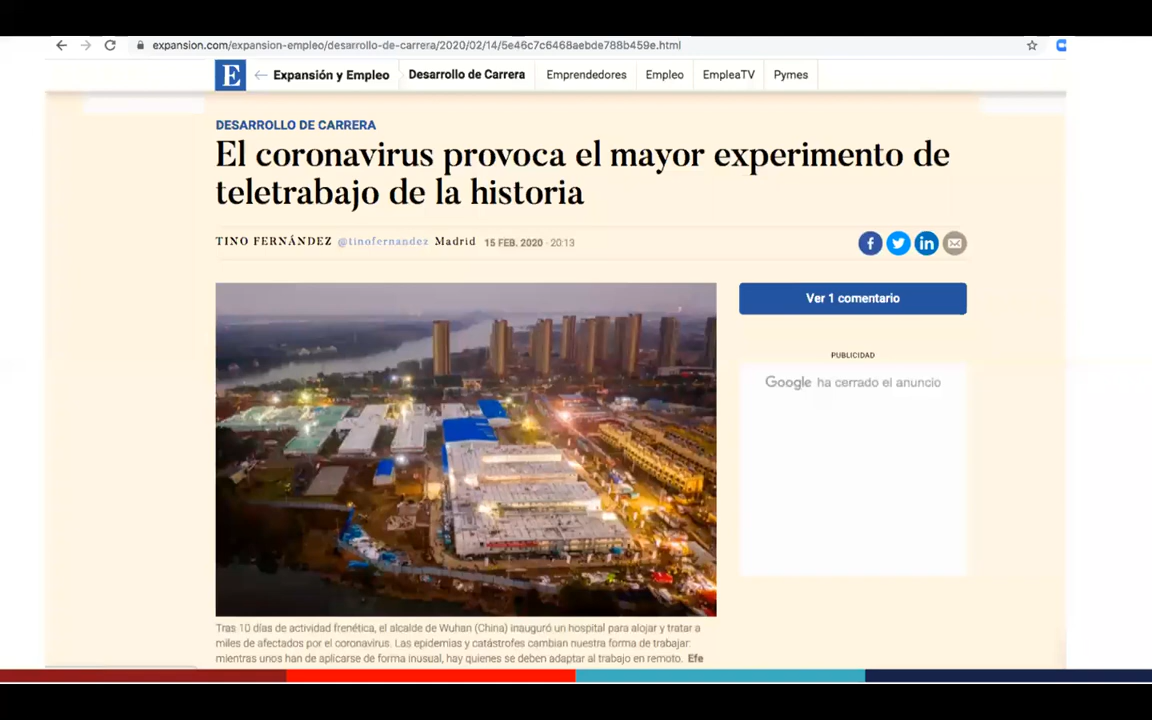 expansion.com/expansion-empleo/desarrollo-de-carrera/2020/02/14/5e46c7c6468aebde788b459e.html
E Expansión y Empleo Desarrollo de Carrera Emprendedores Empleo EmpleaTV Pymes
DESARROLLO DE CARRERA
El coronavirus provoca el mayor experimento de
teletrabajo de la historia
TINO FERNÁNDEZ @tinofernandez Madrid 15 FEB. 2020 - 20:13
Ver 1 comentario
PUBLICIDAD
Google ha cerrado el anuncio
Tras 10 días de actividad frenética, el alcalde de Wuhan (China) inauguró un hospital para alojar y tratar a
miles de afectados por el coronavirus. Las epidemias y catástrofes cambian nuestra forma de trabajar:
mientras unos han de aplicarse de forma inusual, hay quienes se deben adaptar al trabajo en remoto. Efe